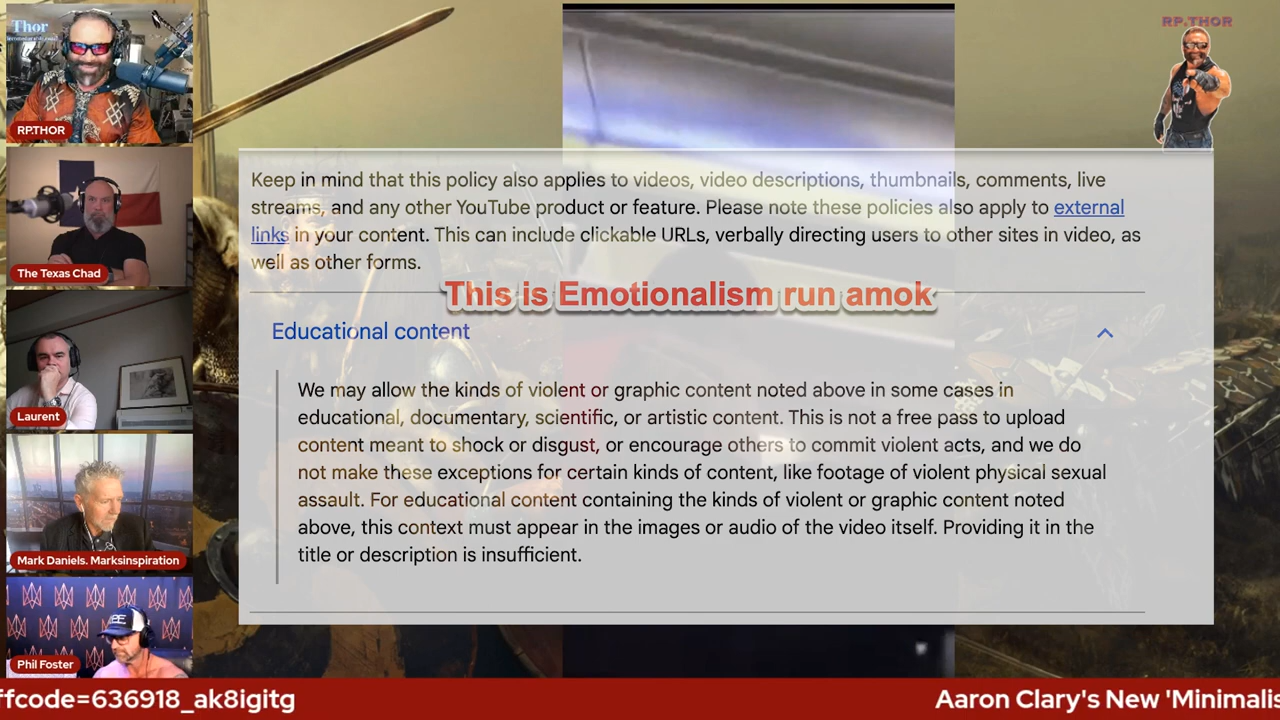 Thor
RP.THOR
RP.THOR
The Texas Chad
Laurent
Mark Daniels. Marksinspiration
Phil Foster
Keep in mind that this policy also applies to videos, video descriptions, thumbnails, comments, live
streams, and any other YouTube product or feature. Please note these policies also apply to external
links in your content. This can include clickable URLs, verbally directing users to other sites in video, as
well as other forms.
This is Emotionalism run amok
Educational content
We may allow the kinds of violent or graphic content noted above in some cases in
educational, documentary, scientific, or artistic content. This is not a free pass to upload
content meant to shock or disgust, or encourage others to commit violent acts, and we do
not make these exceptions for certain kinds of content, like footage of violent physical sexual
assault. For educational content containing the kinds of violent or graphic content noted
above, this context must appear in the images or audio of the video itself. Providing it in the
title or description is insufficient.
ffcode=636918_ak8igitg
Aaron Clary's New 'Minimalis